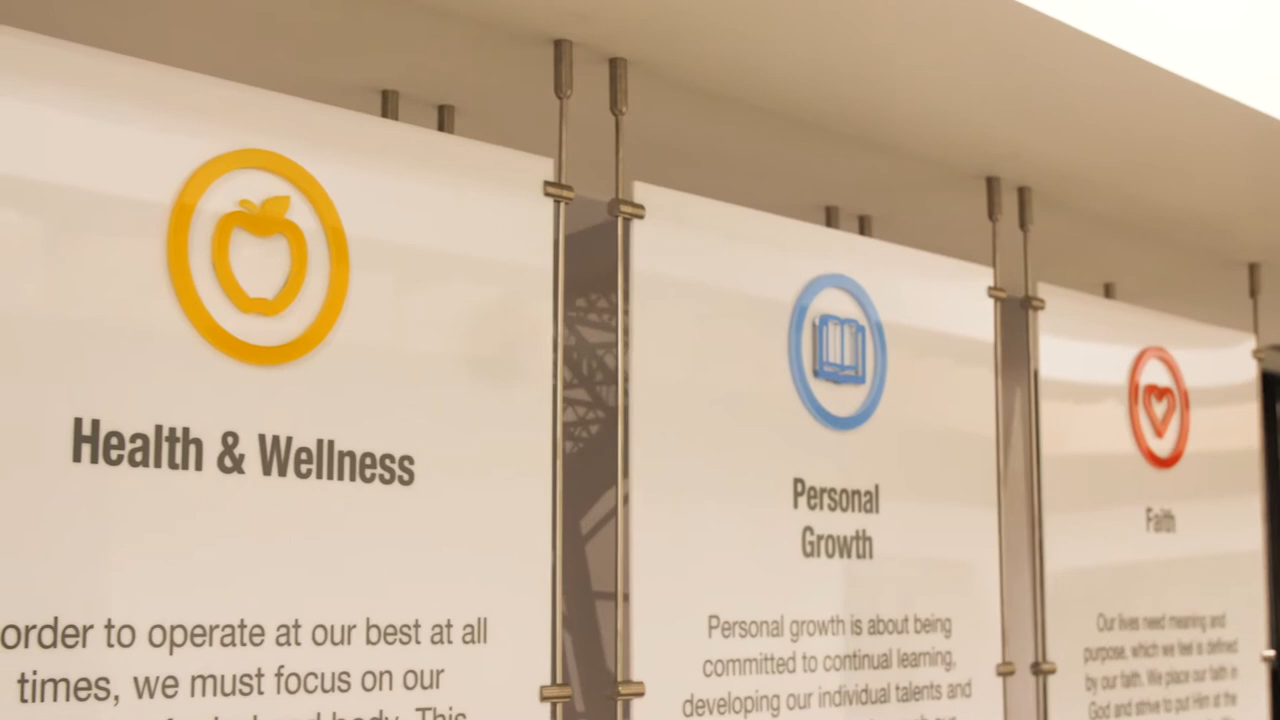 Health & Wellness
order to operate at our best at all
times, we must focus on our
body. This
Personal
Growth
Personal growth is about being
committed to continual learning,
developing our individual talents and
Faith
Our lives need meaning and
purpose, which we feel is defined
by our faith. We place our faith in
God and strive to put Him at the